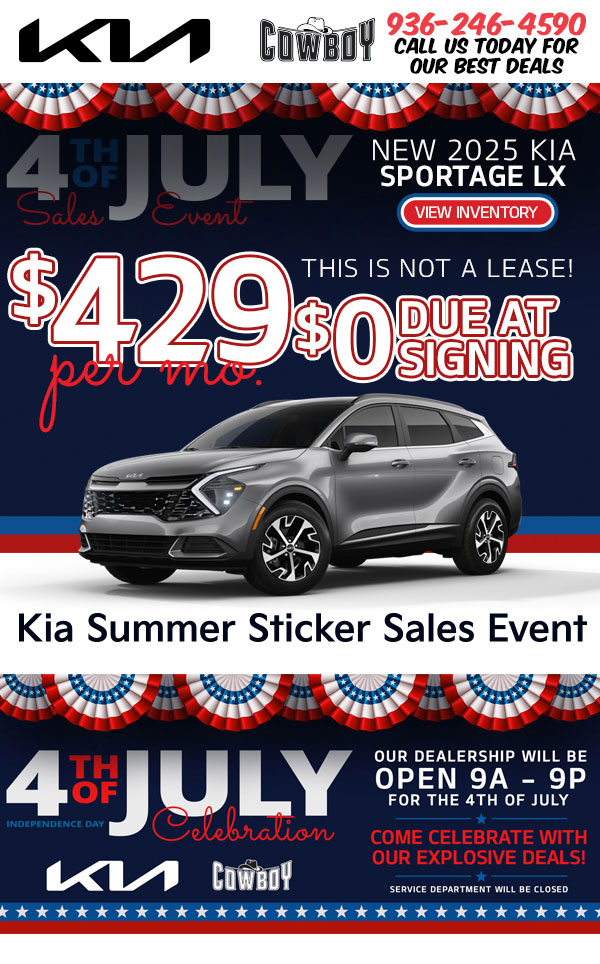 KIA
COWBOY
936-246-4590
CALL US TODAY FOR
OUR BEST DEALS
4TH OF JULY
Sales Event
NEW 2025 KIA
SPORTAGE LX
VIEW INVENTORY
$429
per mo.
THIS IS NOT A LEASE!
$0 DUE AT
SIGNING
KIA
Kia Summer Sticker Sales Event
4TH OF JULY
INDEPENDENCE DAY
Celebration
KIA
COWBOY
OUR DEALERSHIP WILL BE
OPEN 9A – 9P
FOR THE 4TH OF JULY
COME CELEBRATE WITH
OUR EXPLOSIVE DEALS!
SERVICE DEPARTMENT WILL BE CLOSED